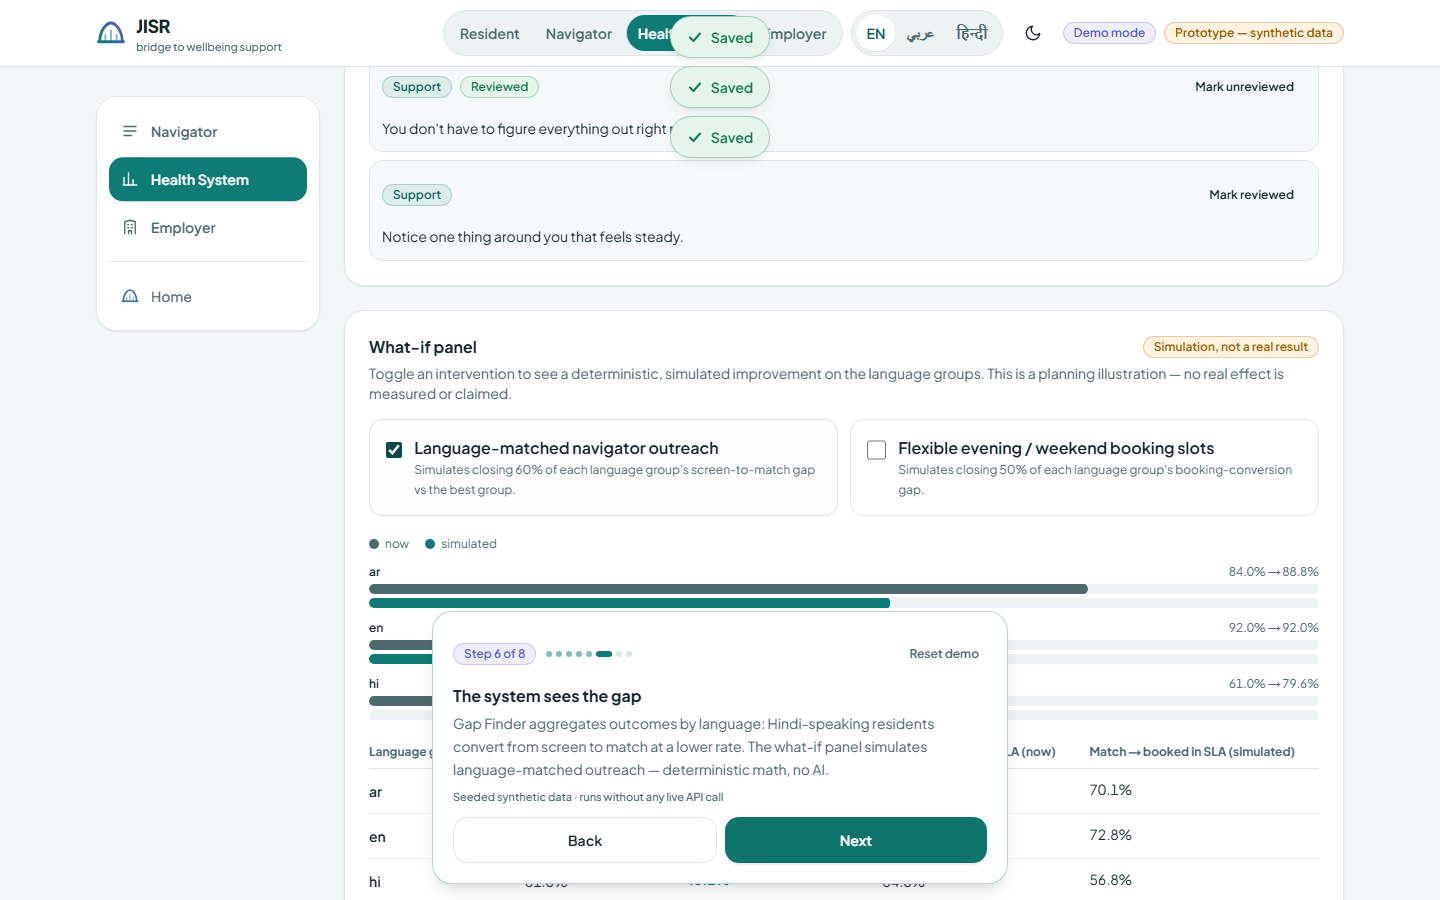 JISR
bridge to wellbeing support
Resident
Navigator
Employer
EN
عربي
हिन्दी
Demo mode
Prototype — synthetic data
Saved
Saved
Saved
Navigator
Health System
Employer
Home
Support
Reviewed
Mark unreviewed
You don't have to figure everything out right
Support
Mark reviewed
Notice one thing around you that feels steady.
What-if panel
Simulation, not a real result
Toggle an intervention to see a deterministic, simulated improvement on the language groups. This is a planning illustration — no real effect is
measured or claimed.
Language-matched navigator outreach
Simulates closing 60% of each language group's screen-to-match gap
vs the best group.
Flexible evening / weekend booking slots
Simulates closing 50% of each language group's booking-conversion
gap.
now
simulated
ar
84.0% → 88.8%
en
92.0% → 92.0%
hi
61.0% → 79.6%
Step 6 of 8
Reset demo
The system sees the gap
Gap Finder aggregates outcomes by language: Hindi-speaking residents
convert from screen to match at a lower rate. The what-if panel simulates
language-matched outreach — deterministic math, no AI.
Seeded synthetic data · runs without any live API call
Back
Next
Language
(now)
Match → booked in SLA (simulated)
ar
70.1%
en
72.8%
hi
56.8%